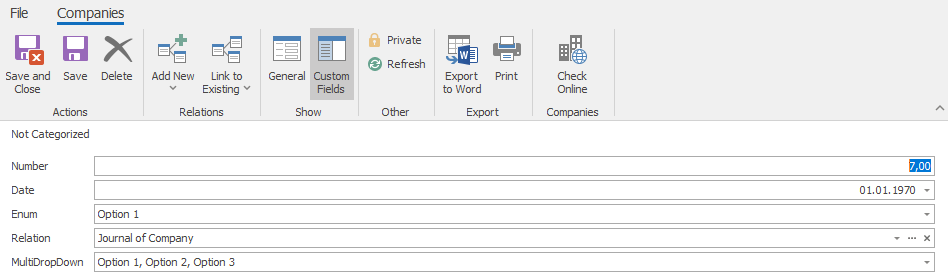 File Companies
Save and Close Save Delete Add New Link to Existing General Custom Fields Private Refresh Export to Word Print Check Online
Actions Relations Show Other Export Companies
Not Categorized
Number 7,00
Date 01.01.1970
Enum Option 1
Relation Journal of Company
MultiDropDown Option 1, Option 2, Option 3